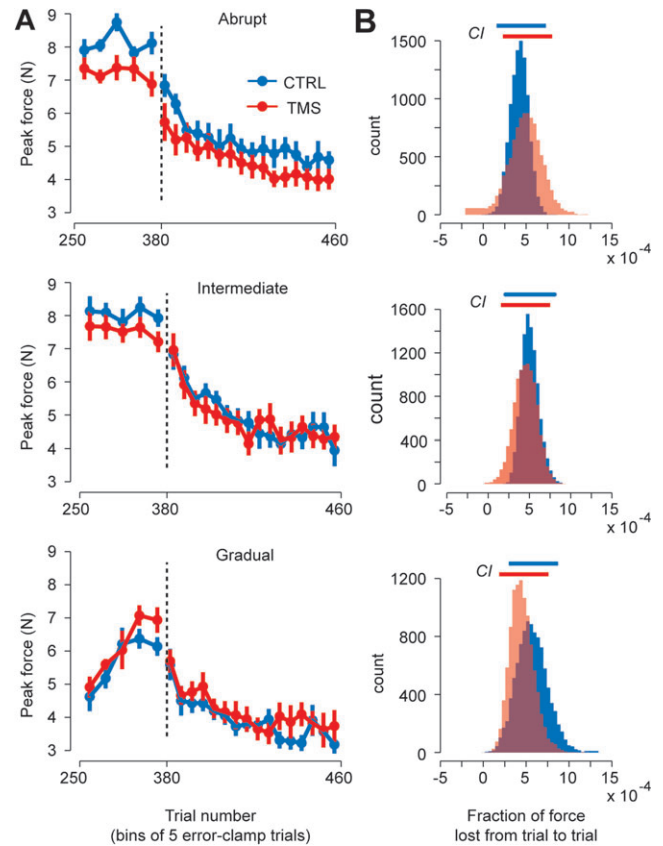 A
Abrupt
9
8
7
6
5
4
3
Peak force (N)
CTRL
TMS
250
380
460
B
CI
1500
1000
500
0
count
-5
0
5
10
15
x 10-4
Intermediate
9
8
7
6
5
4
3
Peak force (N)
250
380
460
CI
1600
1200
800
400
0
count
-5
0
5
10
15
x 10-4
Gradual
9
8
7
6
5
4
3
Peak force (N)
250
380
460
Trial number
(bins of 5 error-clamp trials)
CI
1200
800
400
0
count
-5
0
5
10
15
x 10-4
Fraction of force
lost from trial to trial